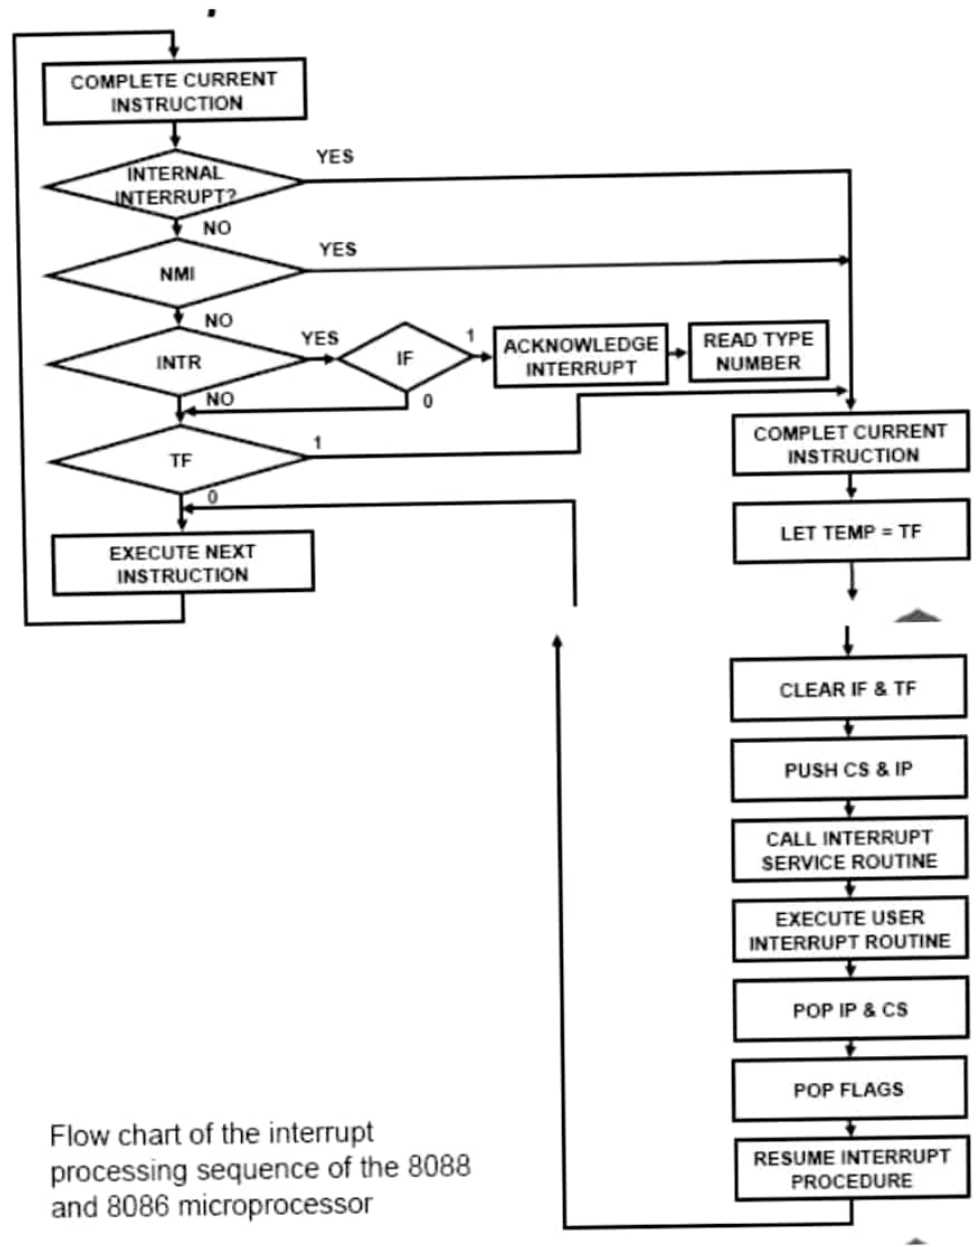 COMPLETE CURRENT
INSTRUCTION
YES
INTERNAL
INTERRUPT?
NO
YES
NMI
NO
YES
1
INTR
IF
ACKNOWLEDGE
INTERRUPT
READ TYPE
NUMBER
NO
0
1
TF
0
COMPLET CURRENT
INSTRUCTION
EXECUTE NEXT
INSTRUCTION
LET TEMP = TF
CLEAR IF & TF
PUSH CS & IP
CALL INTERRUPT
SERVICE ROUTINE
EXECUTE USER
INTERRUPT ROUTINE
POP IP & CS
POP FLAGS
RESUME INTERRUPT
PROCEDURE
Flow chart of the interrupt
processing sequence of the 8088
and 8086 microprocessor